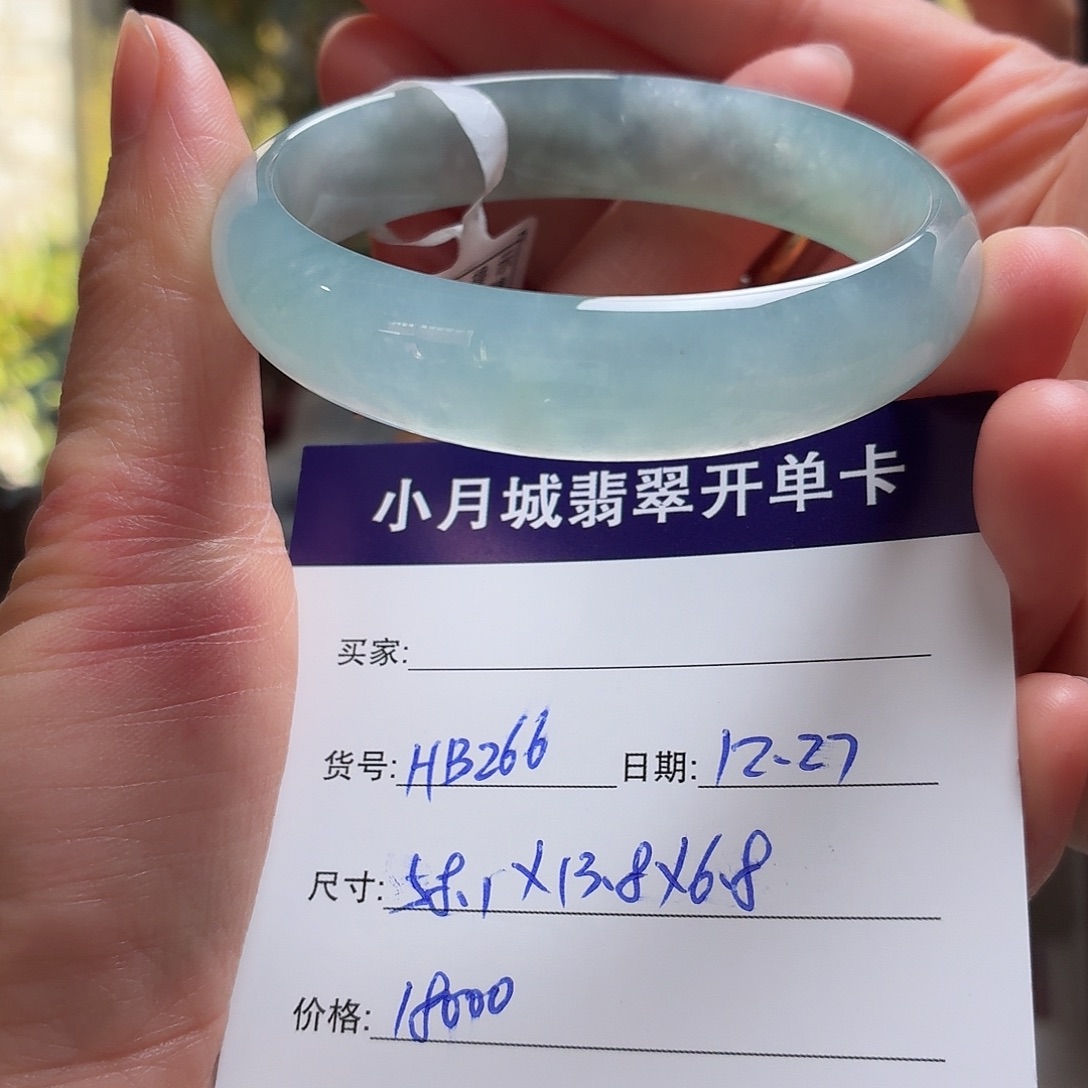 小月城翡翠开单卡
买家:
货号: HB266 日期: 12.27
尺寸: 58.1X13.8X6.8
价格: 18000